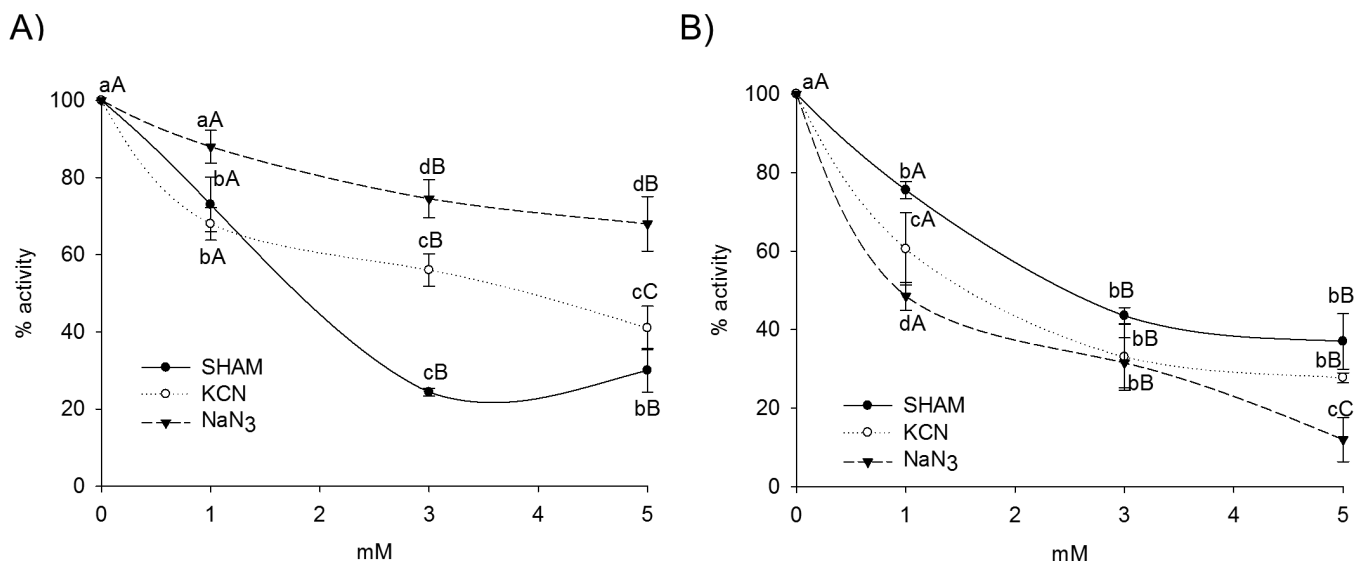 A)
B)
100
80
60
40
20
0
% activity
aA
aA
bA
bA
dB
cB
cB
dB
cC
bB
SHAM
KCN
NaN3
0 1 2 3 4 5
mM
100
80
60
40
20
0
% activity
aA
bA
cA
dA
bB
bB
bB
bB
bB
cC
SHAM
KCN
NaN3
0 1 2 3 4 5
mM